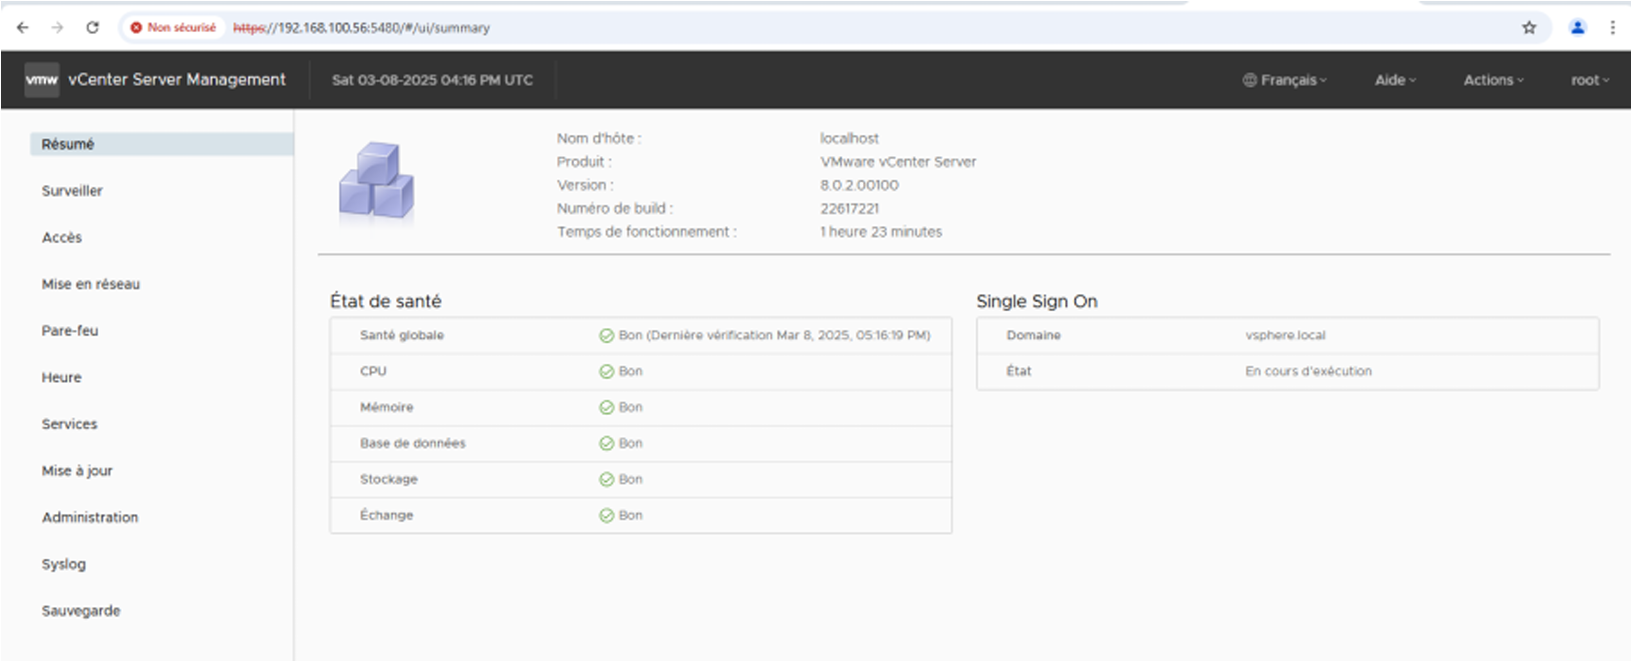 Non sécurisé https://192.168.100.56:5480/#/ui/summary
vmw vCenter Server Management Sat 03-08-2025 04:16 PM UTC Français Aide Actions root
Résumé
Surveiller
Accès
Mise en réseau
Pare-feu
Heure
Services
Mise à jour
Administration
Syslog
Sauvegarde
Nom d'hôte : localhost
Produit : VMware vCenter Server
Version : 8.0.2.00100
Numéro de build : 22617221
Temps de fonctionnement : 1 heure 23 minutes
État de santé
Santé globale Bon (Dernière vérification Mar 8, 2025, 05:16:19 PM)
CPU Bon
Mémoire Bon
Base de données Bon
Stockage Bon
Échange Bon
Single Sign On
Domaine vsphere.local
État En cours d'exécution